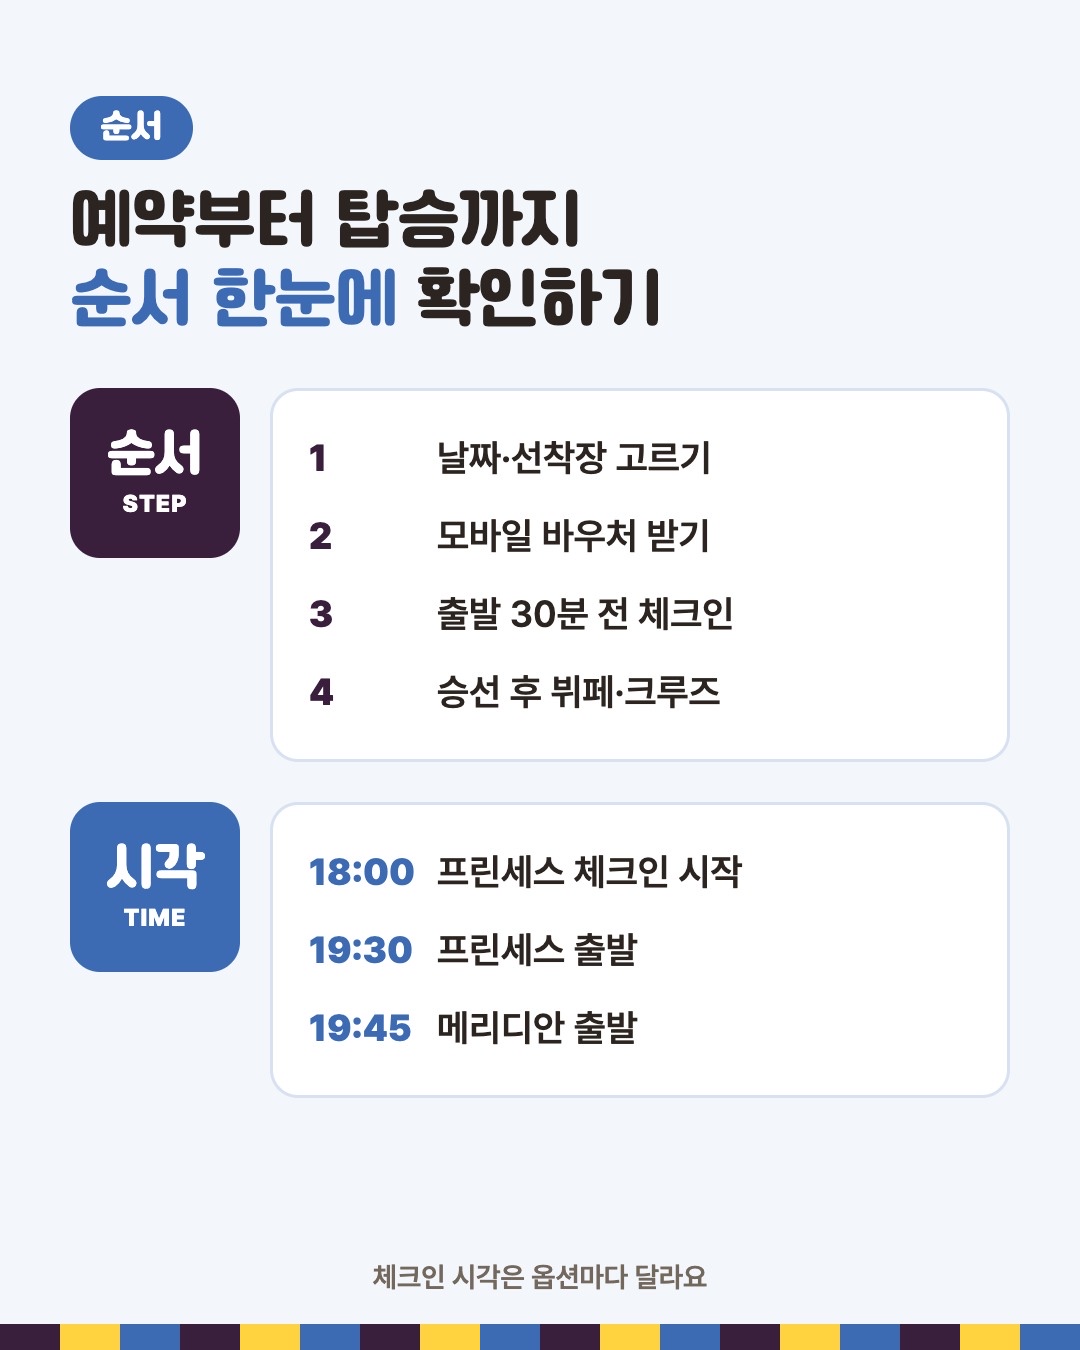 순서
예약부터 탑승까지
순서 한눈에 확인하기
순서
STEP
1 날짜·선착장 고르기
2 모바일 바우처 받기
3 출발 30분 전 체크인
4 승선 후 뷔페·크루즈
시각
TIME
18:00 프린세스 체크인 시작
19:30 프린세스 출발
19:45 메리디안 출발
체크인 시각은 옵션마다 달라요